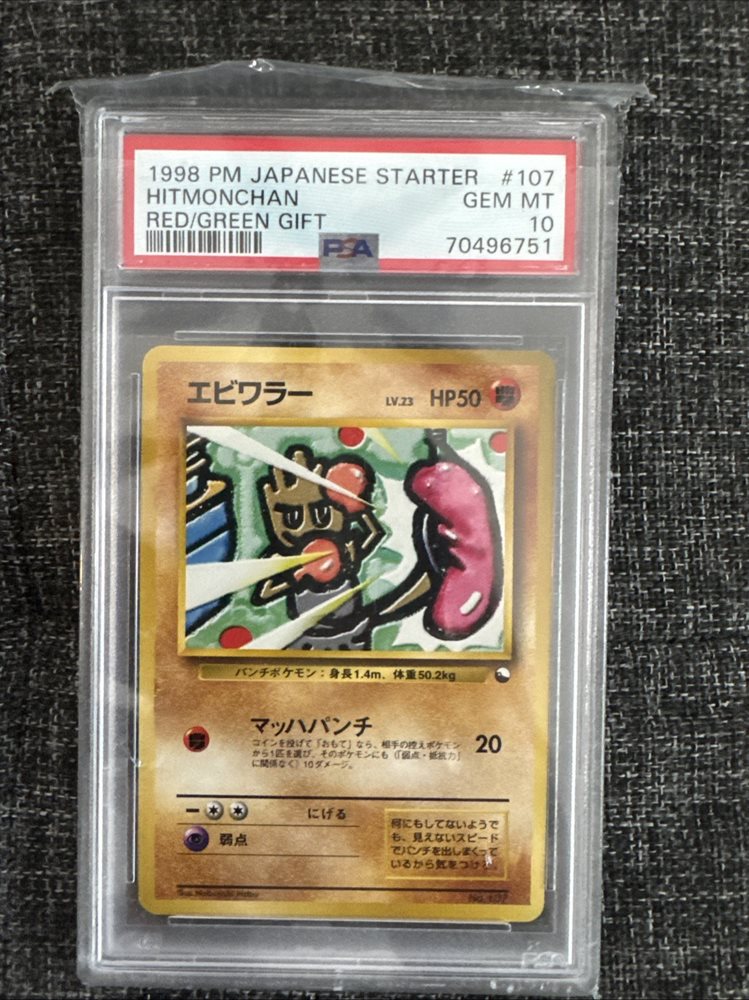 1998 PM JAPANESE STARTER #107
HITMONCHAN GEM MT
RED/GREEN GIFT 10
PSA 70496751
エビワラー LV.23 HP50
パンチポケモン:身長1.4m、体重50.2kg
マッハパンチ 20
コインを投げて「おもて」なら、相手の控えポケモン
から1匹を選び、そのポケモンにも(「弱点・抵抗力」
に関係なく)10ダメージ。
にげる
弱点
何にもしてないようで
も、見えないスピード
でパンチを出しまくって
いるから気をつけて。
No.107